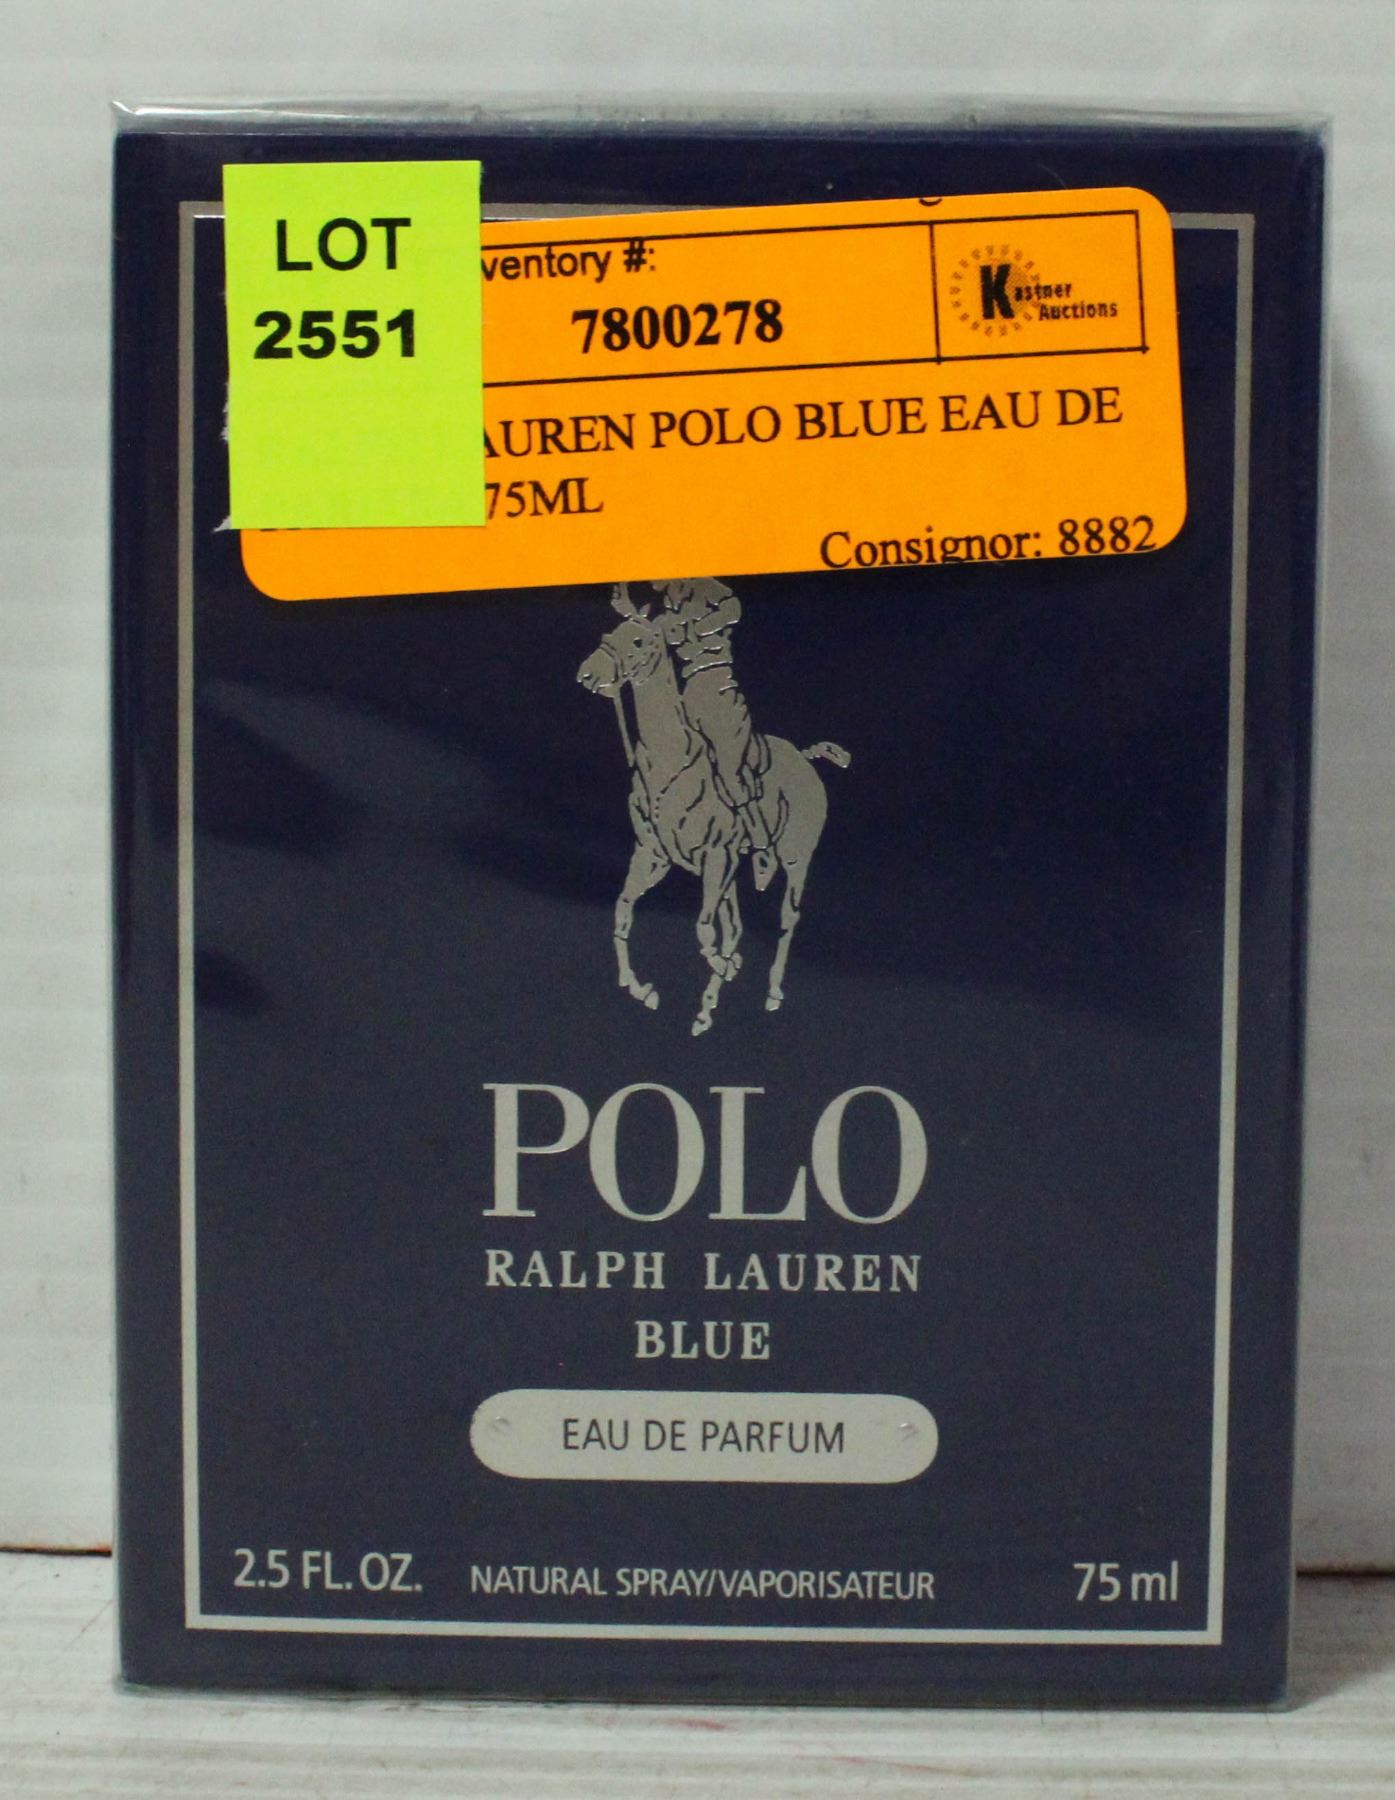 LOT
2551
ventory #:
7800278
Kastner
Auctions
AUREN POLO BLUE EAU DE
75ML
Consignor: 8882
POLO
RALPH LAUREN
BLUE
EAU DE PARFUM
2.5 FL. OZ. NATURAL SPRAY/VAPORISATEUR 75 ml